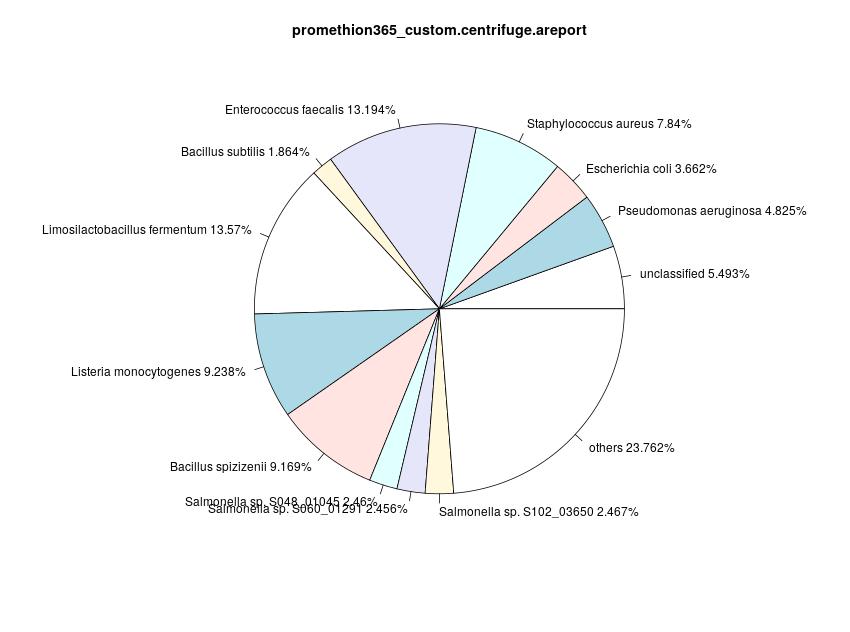 promethion365_custom.centrifuge.areport
Enterococcus faecalis 13.194%
Staphylococcus aureus 7.84%
Bacillus subtilis 1.864%
Escherichia coli 3.662%
Pseudomonas aeruginosa 4.825%
Limosilactobacillus fermentum 13.57%
unclassified 5.493%
Listeria monocytogenes 9.238%
others 23.762%
Bacillus spizizenii 9.169%
Salmonella sp. S048_01045 2.46%
Salmonella sp. S060_01291 2.456%
Salmonella sp. S102_03650 2.467%